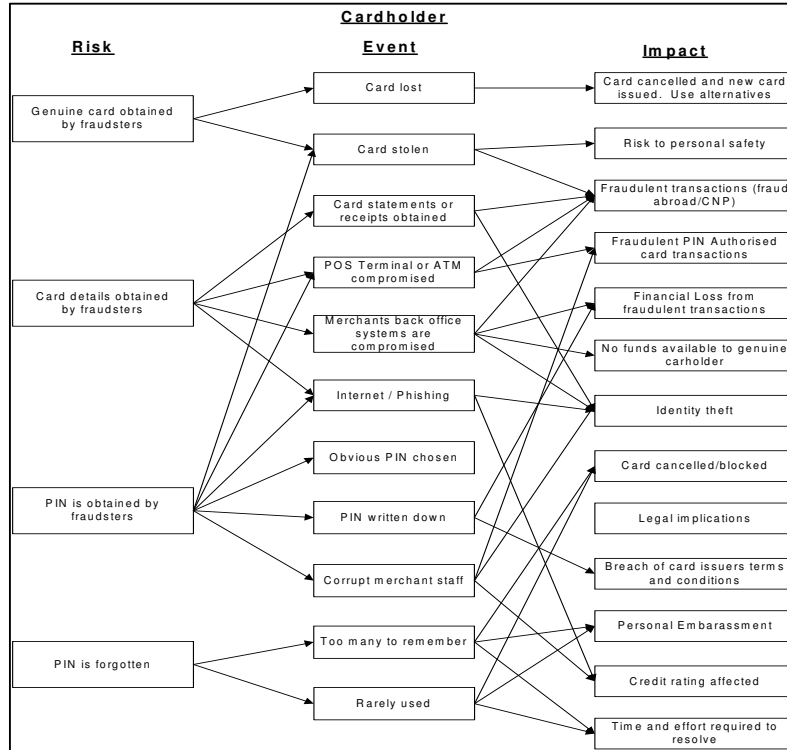 Cardholder
Risk
Event
Impact
Genuine card obtained
by fraudsters
Card details obtained
by fraudsters
PIN is obtained by
fraudsters
PIN is forgotten
Card lost
Card stolen
Card statements or
receipts obtained
POS Terminal or ATM
compromised
Merchants back office
systems are
compromised
Internet / Phishing
Obvious PIN chosen
PIN written down
Corrupt merchant staff
Too many to remember
Rarely used
Card cancelled and new card
issued. Use alternatives
Risk to personal safety
Fraudulent transactions (fraud
abroad/CNP)
Fraudulent PIN Authorised
card transactions
Financial Loss from
fraudulent transactions
No funds available to genuine
carholder
Identity theft
Card cancelled/blocked
Legal implications
Breach of card issuers terms
and conditions
Personal Embarassment
Credit rating affected
Time and effort required to
resolve